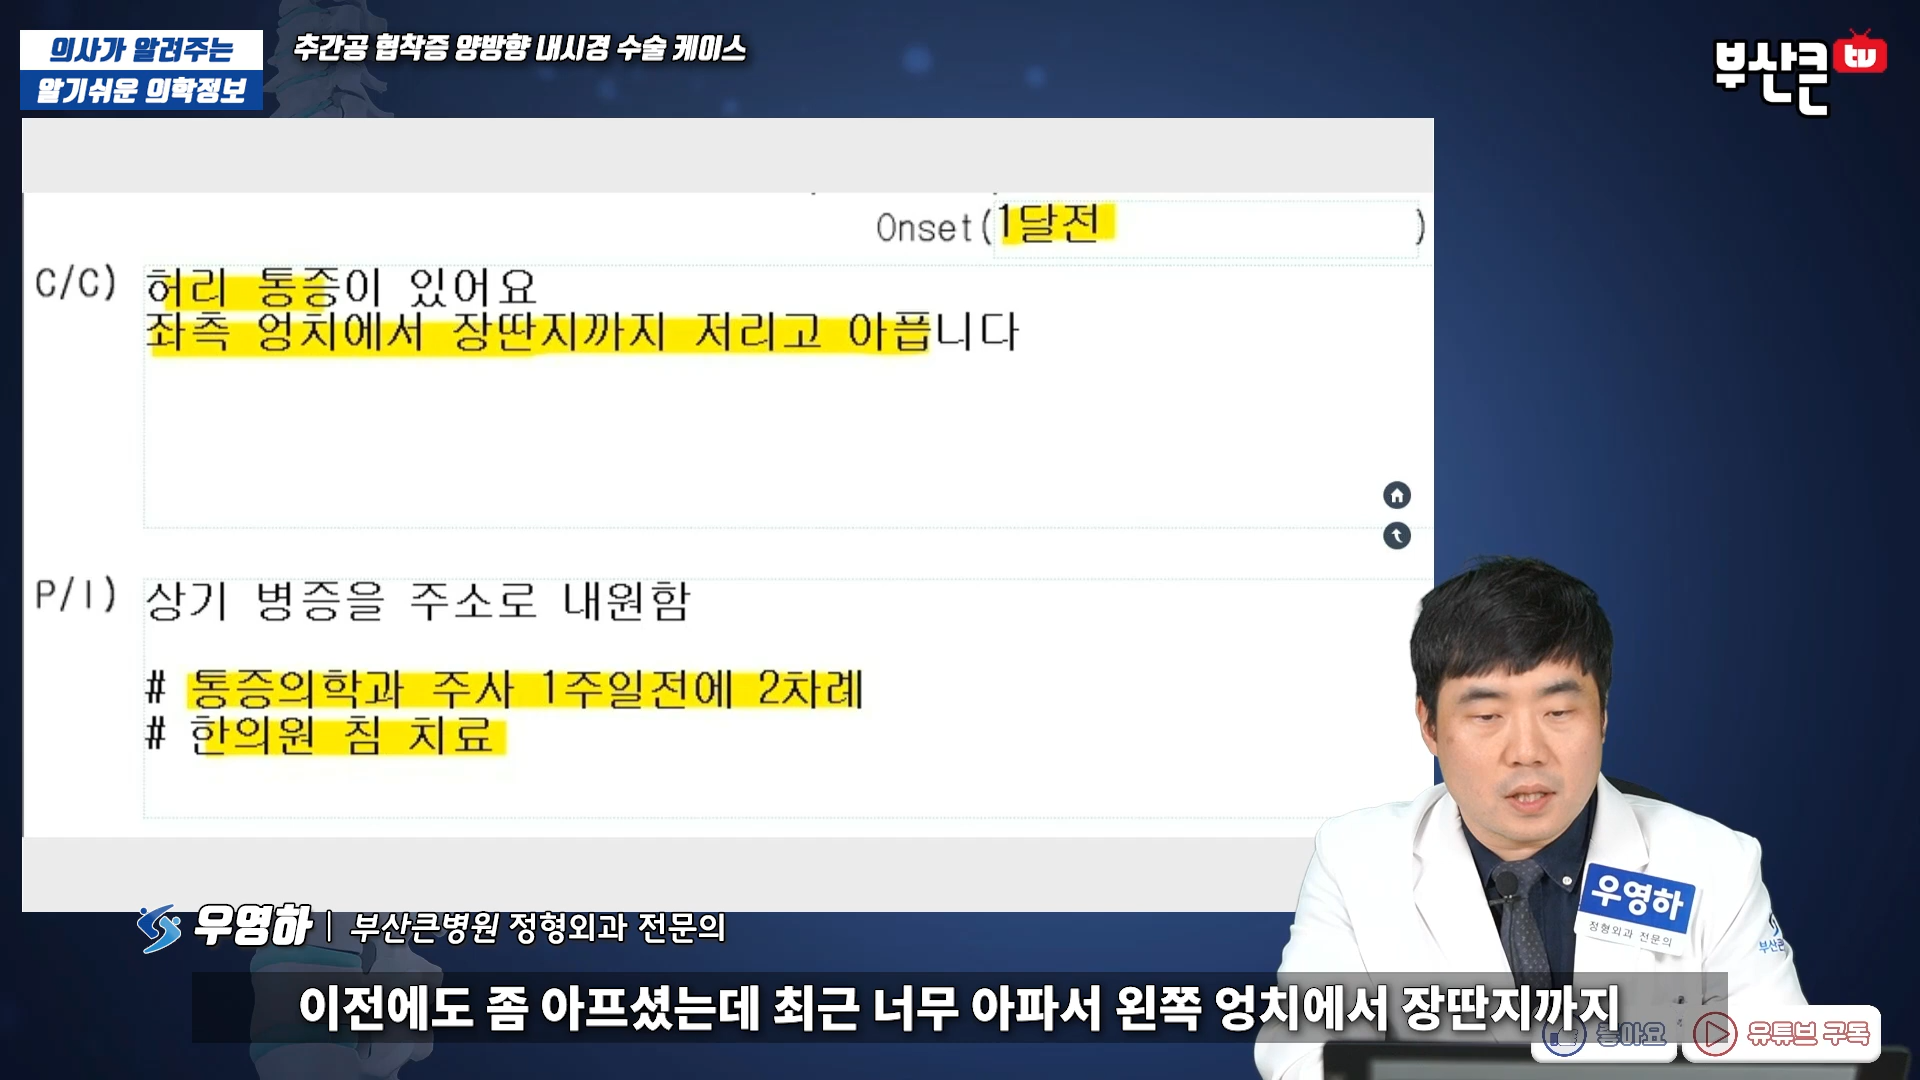 의사가 알려주는
알기쉬운 의학정보
추간공 협착증 양방향 내시경 수술 케이스
부산큰 tv
Onset(1달전 )
C/C) 허리 통증이 있어요
좌측 엉치에서 장딴지까지 저리고 아픕니다
P/I) 상기 병증을 주소로 내원함
# 통증의학과 주사 1주일전에 2차례
# 한의원 침 치료
우영하
정형외과 전문의
부산큰
우영하 | 부산큰병원 정형외과 전문의
이전에도 좀 아프셨는데 최근 너무 아파서 왼쪽 엉치에서 장딴지까지
좋아요
유튜브 구독